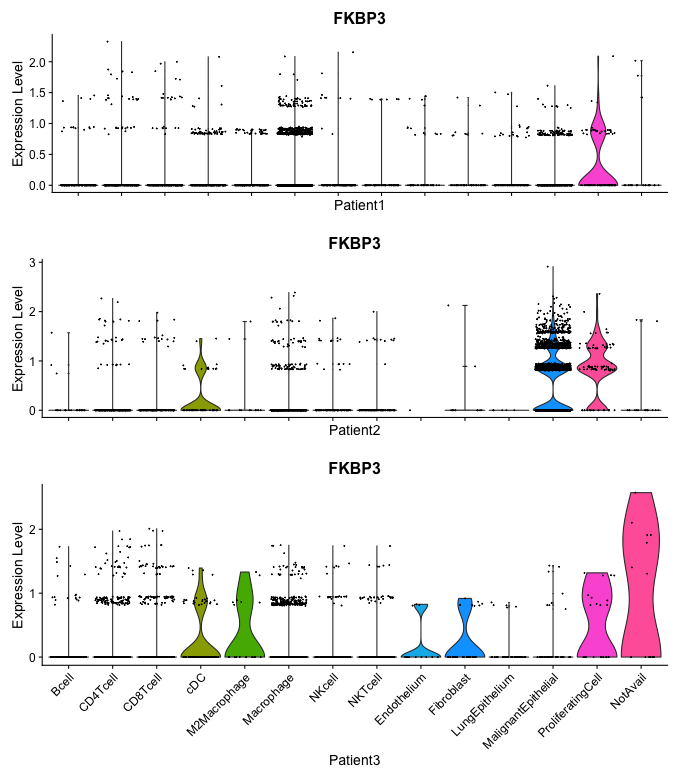 FKBP3
Expression Level
2.0
1.5
1.0
0.5
0.0
Patient1
FKBP3
Expression Level
3
2
1
0
Patient2
FKBP3
Expression Level
2
1
0
Bcell
CD4Tcell
CD8Tcell
cDC
M2Macrophage
Macrophage
NKcell
NKTcell
Endothelium
Fibroblast
LungEpithelium
MalignantEpithelial
ProliferatingCell
NotAvail
Patient3